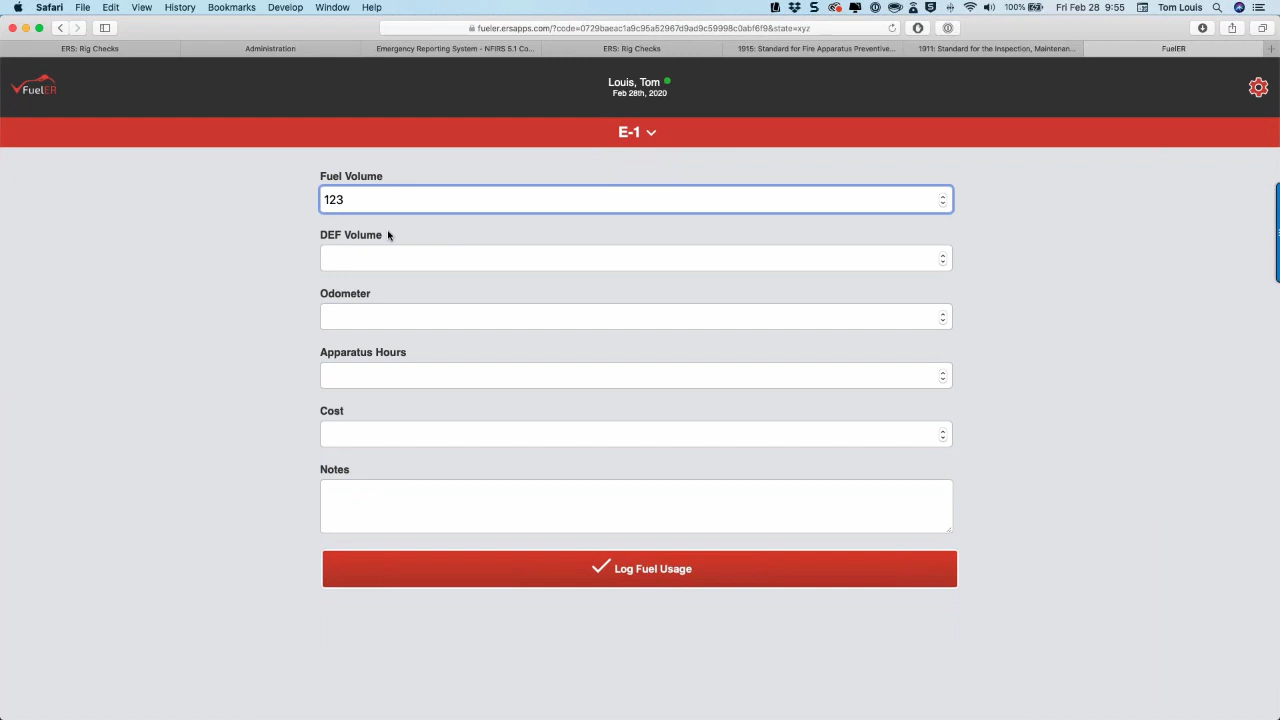 Safari File Edit View History Bookmarks Develop Window Help 100% Fri Feb 28 9:55 Tom Louis
fueler.ersapps.com/?code=0729baeac1a9c95a52967d9ad9c59998c0abf6f9&state=xyz
ERS: Rig Checks Administration Emergency Reporting System - NFIRS 5.1 Co... ERS: Rig Checks 1915: Standard for Fire Apparatus Preventive... 1911: Standard for the Inspection, Maintenan... FuelER
FuelER
Louis, Tom
Feb 28th, 2020
E-1
Fuel Volume
123
DEF Volume
Odometer
Apparatus Hours
Cost
Notes
Log Fuel Usage